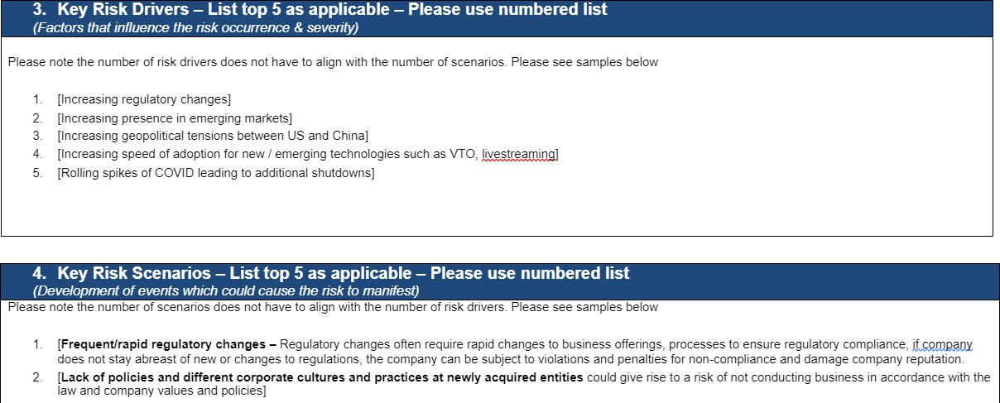 3. Key Risk Drivers – List top 5 as applicable – Please use numbered list
(Factors that influence the risk occurrence & severity)
Please note the number of risk drivers does not have to align with the number of scenarios. Please see samples below
1. [Increasing regulatory changes]
2. [Increasing presence in emerging markets]
3. [Increasing geopolitical tensions between US and China]
4. [Increasing speed of adoption for new / emerging technologies such as VTO, livestreaming]
5. [Rolling spikes of COVID leading to additional shutdowns]
4. Key Risk Scenarios – List top 5 as applicable – Please use numbered list
(Development of events which could cause the risk to manifest)
Please note the number of scenarios does not have to align with the number of risk drivers. Please see samples below
1. [Frequent/rapid regulatory changes – Regulatory changes often require rapid changes to business offerings, processes to ensure regulatory compliance, if company
does not stay abreast of new or changes to regulations, the company can be subject to violations and penalties for non-compliance and damage company reputation.
2. [Lack of policies and different corporate cultures and practices at newly acquired entities could give rise to a risk of not conducting business in accordance with the
law and company values and policies]